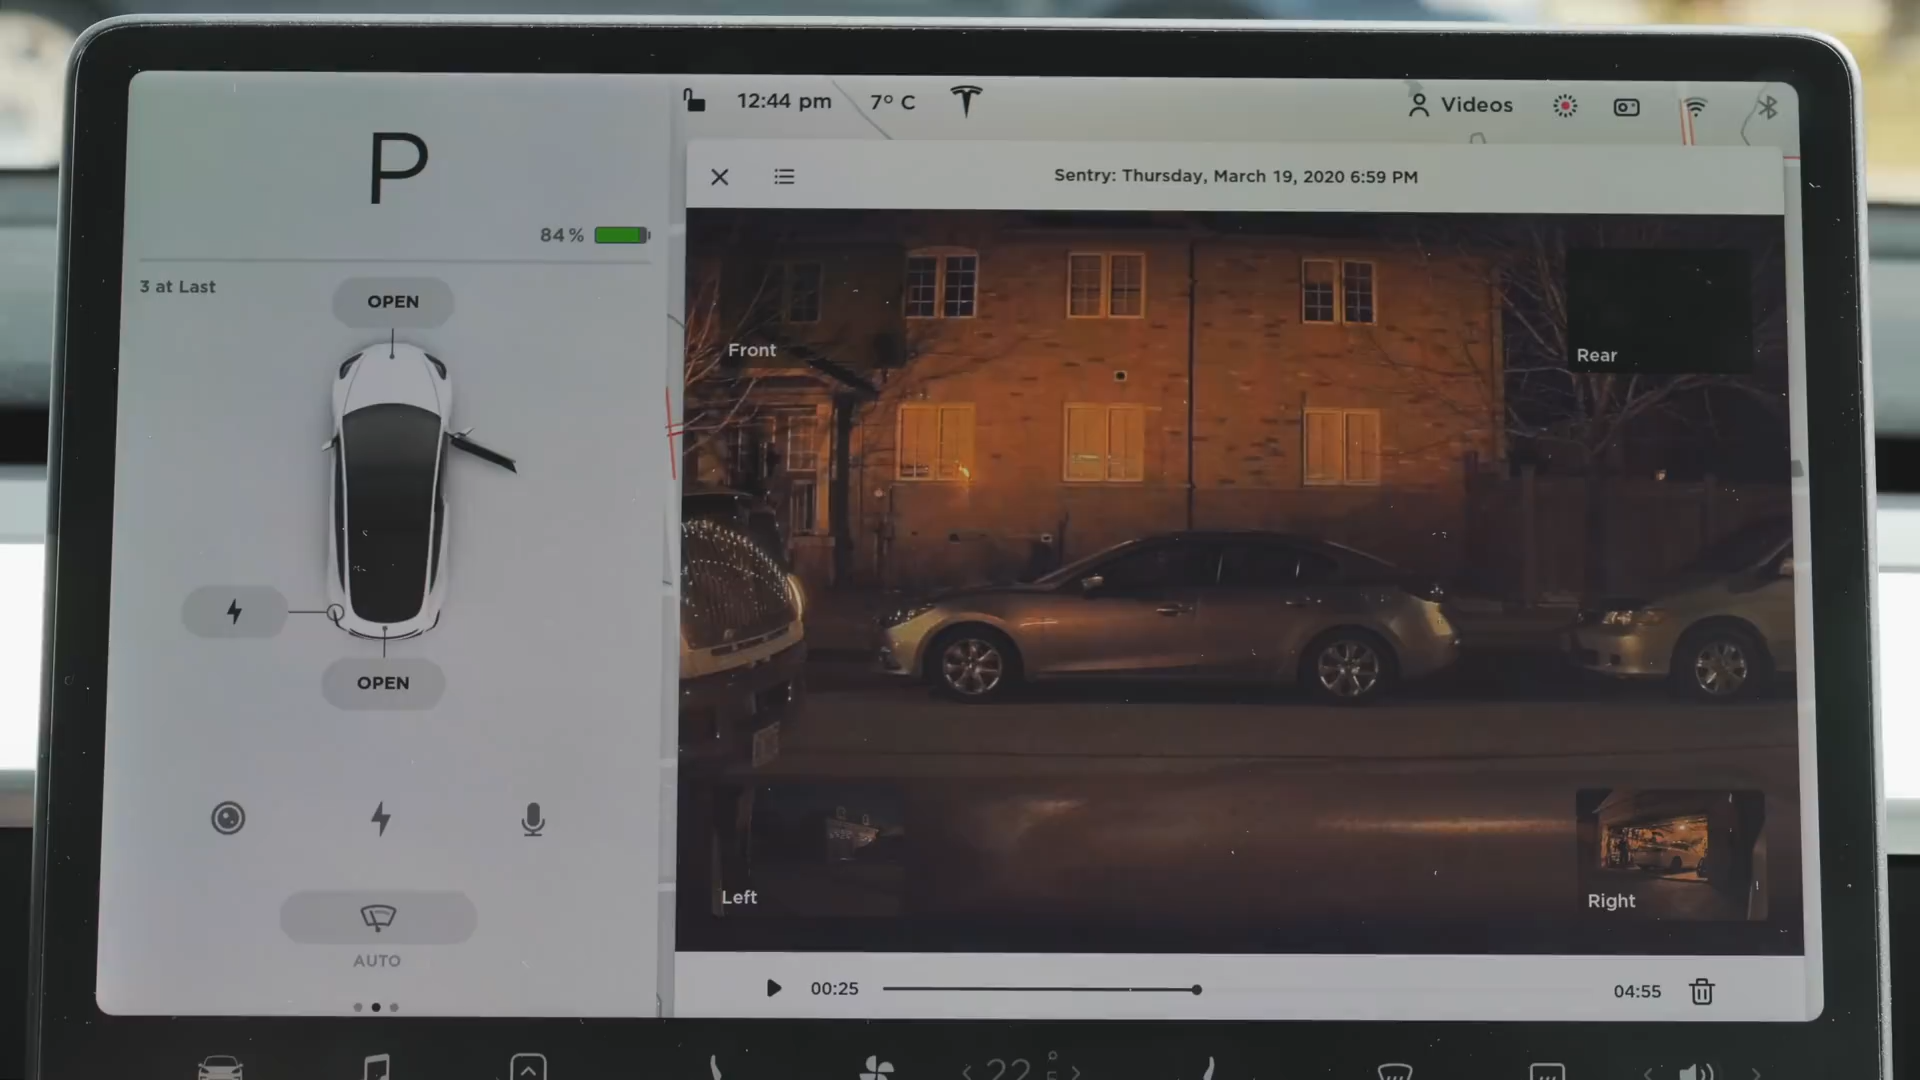 P
84 %
3 at Last
OPEN
OPEN
AUTO
12:44 pm
7° C
Videos
Sentry: Thursday, March 19, 2020 6:59 PM
Front
Rear
Left
Right
00:25
04:55
22